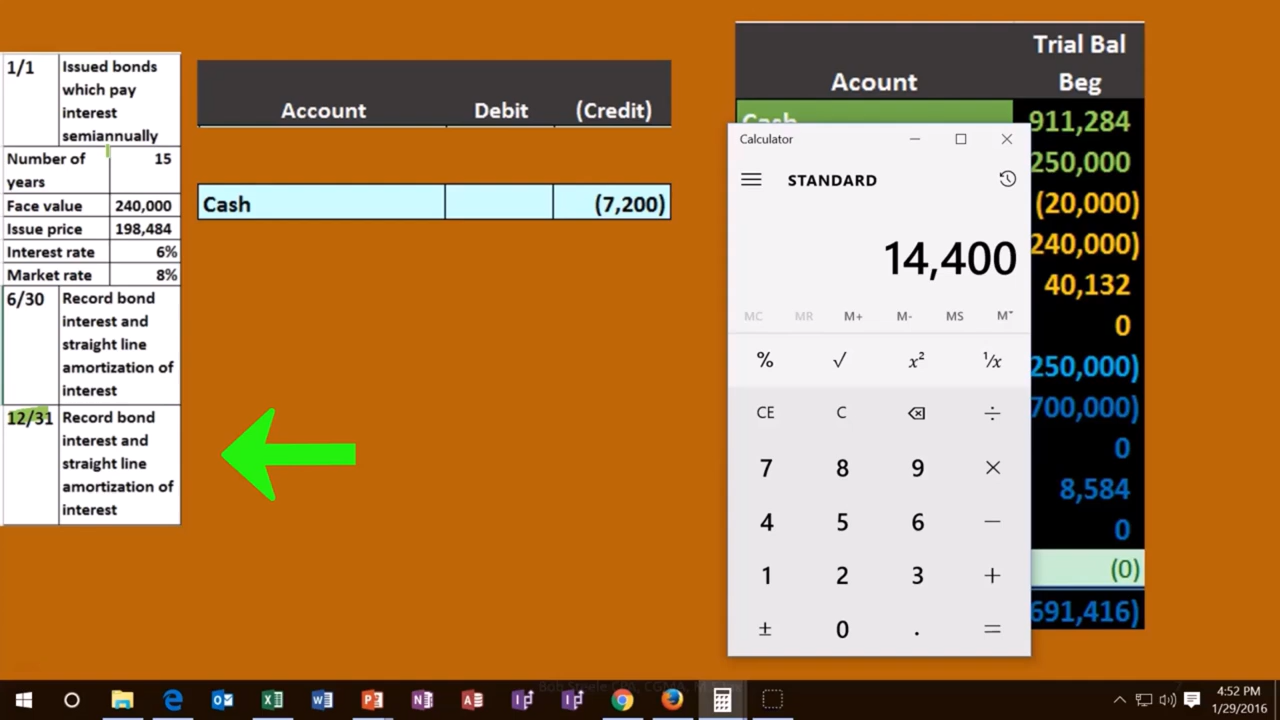 1/1 Issued bonds
which pay
interest
semiannually
Number of 15
years
Face value 240,000
Issue price 198,484
Interest rate 6%
Market rate 8%
6/30 Record bond
interest and
straight line
amortization of
interest
12/31 Record bond
interest and
straight line
amortization of
interest
Account Debit (Credit)
Cash (7,200)
Trial Bal
Acount Beg
Cash 911,284
250,000
(20,000)
240,000)
40,132
0
250,000)
700,000)
0
8,584
0
(0)
691,416)
Calculator
STANDARD
14,400
MC MR M+ M- MS M˅
% √ x² ¹/x
CE C ÷
7 8 9 ×
4 5 6 −
1 2 3 +
± 0 . =
4:52 PM
1/29/2016